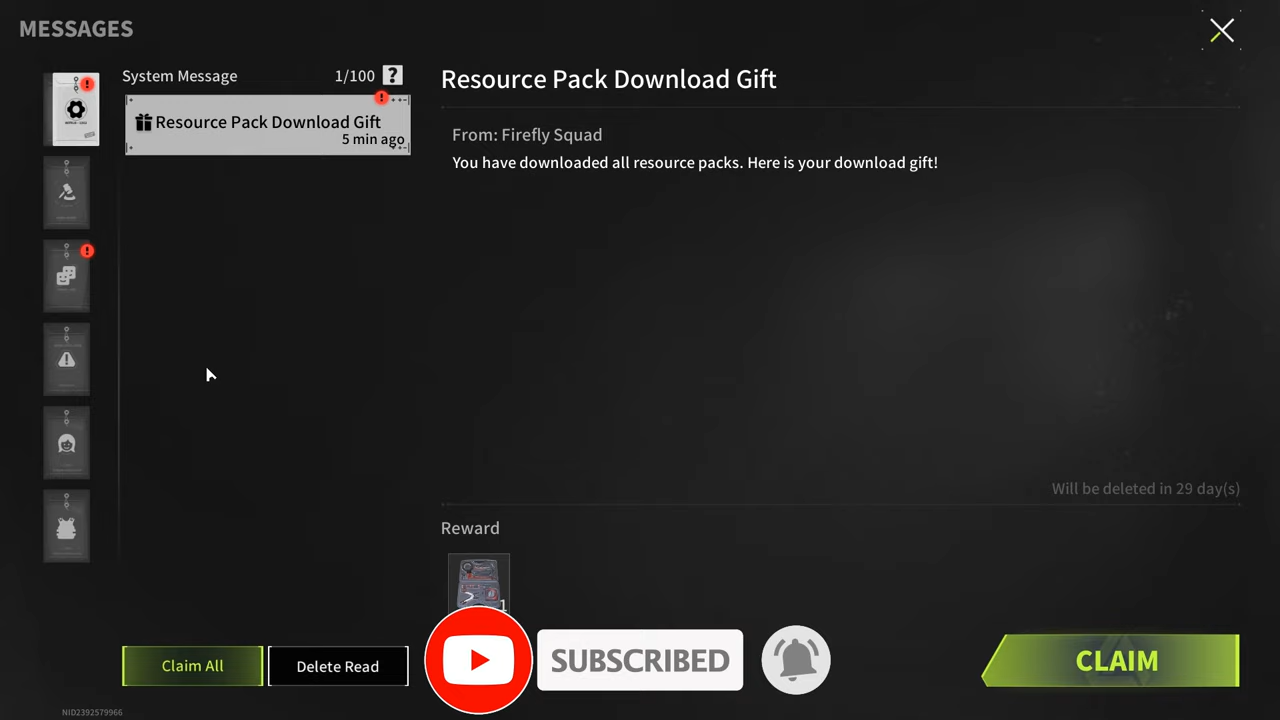 MESSAGES
System Message 1/100 ?
Resource Pack Download Gift
5 min ago
Resource Pack Download Gift
From: Firefly Squad
You have downloaded all resource packs. Here is your download gift!
Will be deleted in 29 day(s)
Reward
1
Claim All
Delete Read
SUBSCRIBED
CLAIM
NID2392579966